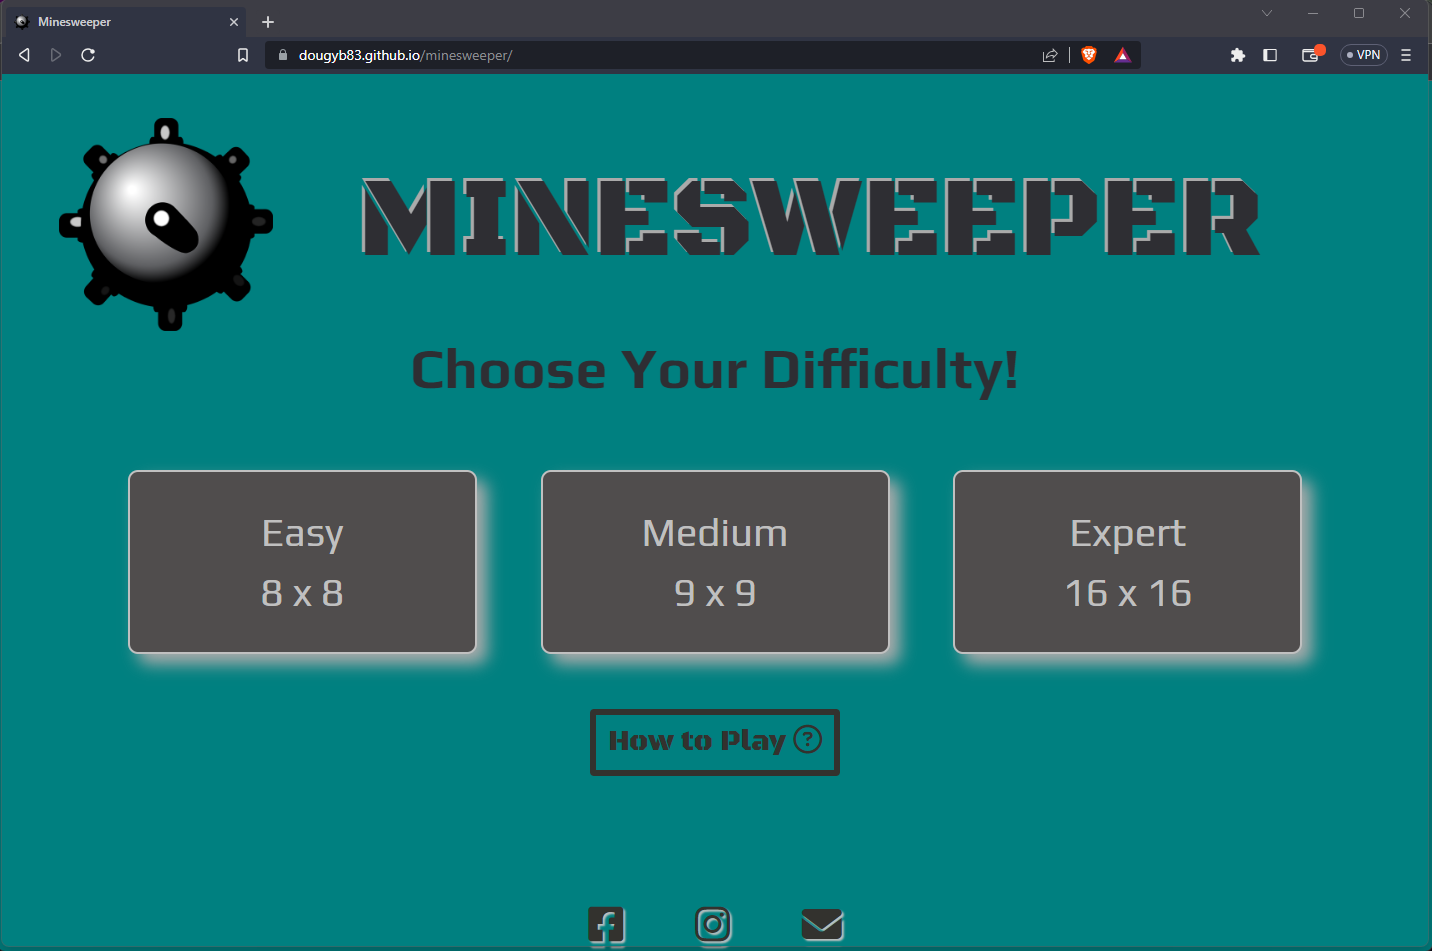 Minesweeper
dougyb83.github.io/minesweeper/
VPN
MINESWEEPER
Choose Your Difficulty!
Easy
8 x 8
Medium
9 x 9
Expert
16 x 16
How to Play ?